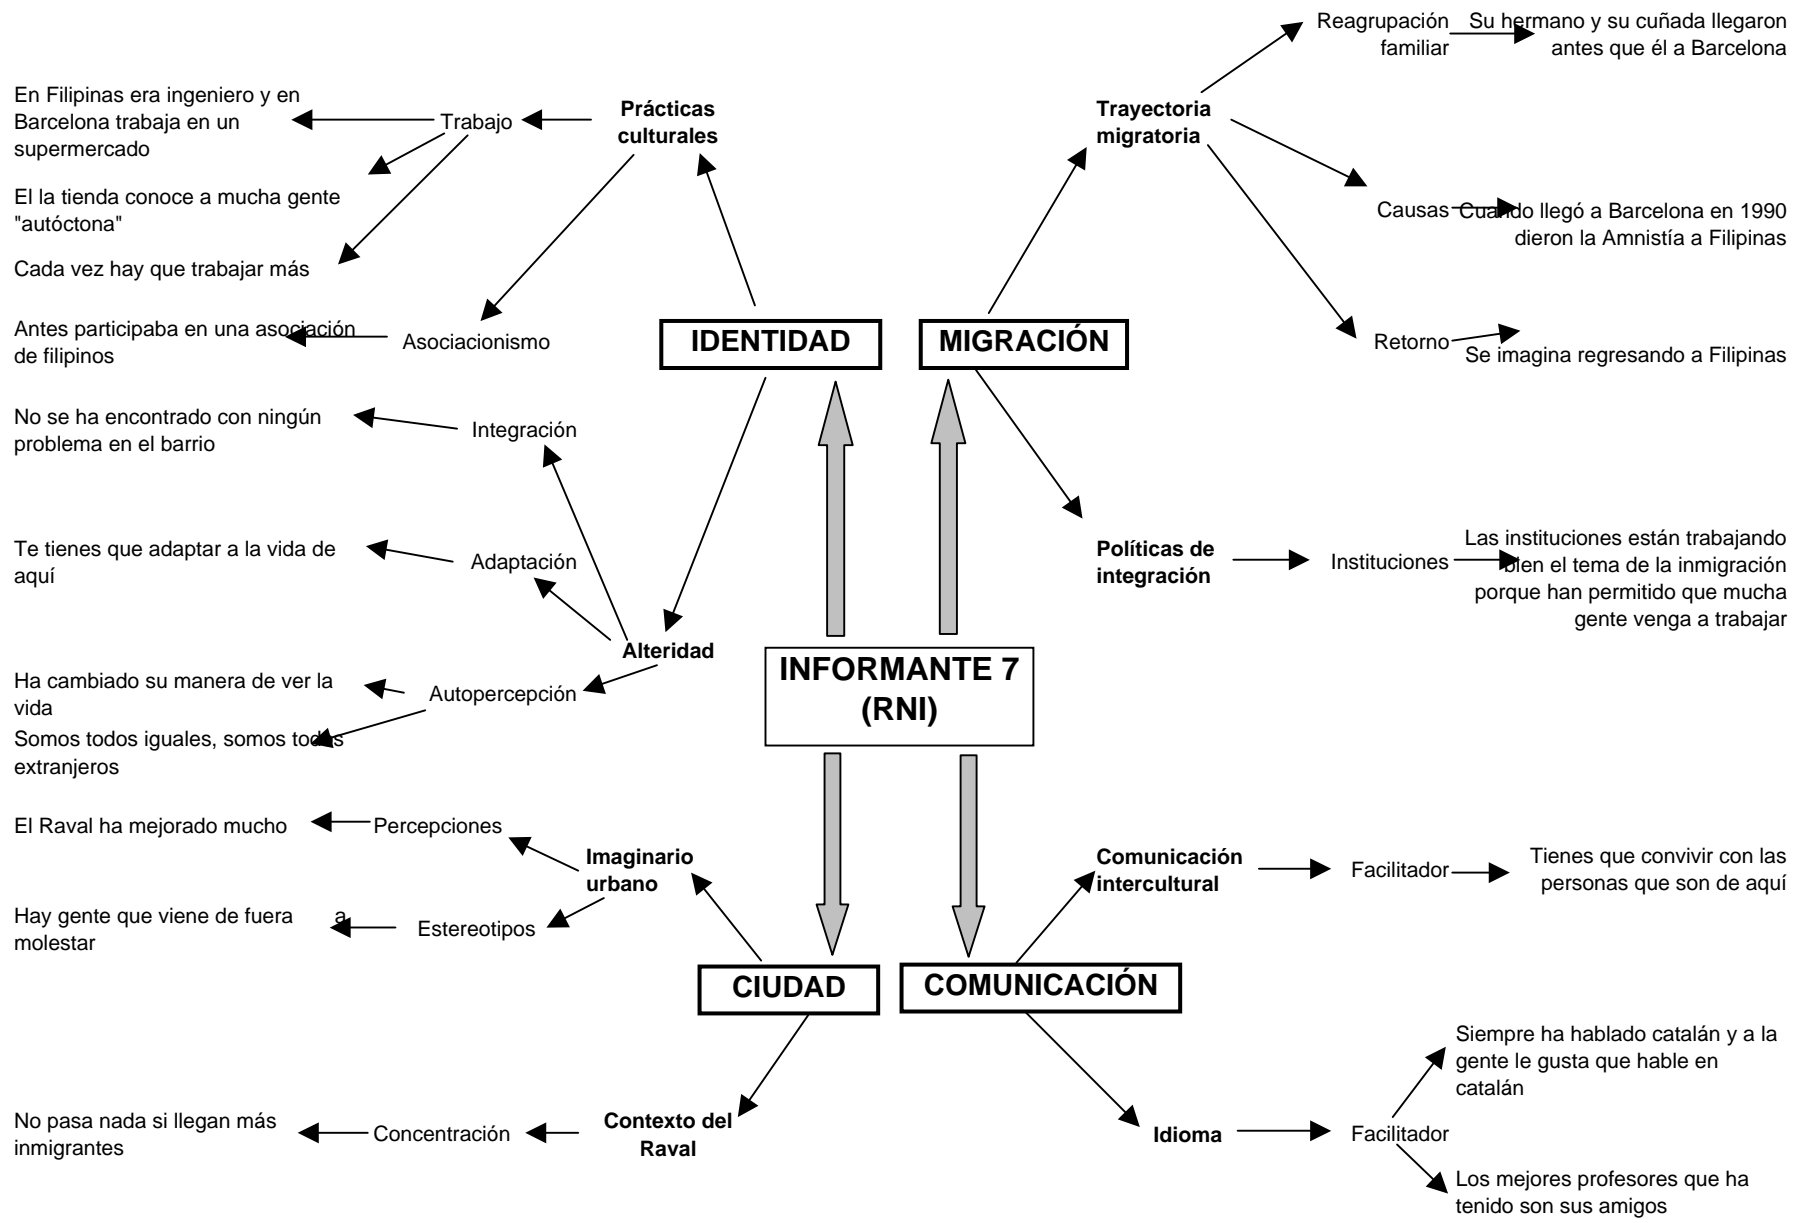 Reagrupación
familiar
Su hermano y su cuñada llegaron
antes que él a Barcelona
En Filipinas era ingeniero y en
Barcelona trabaja en un
supermercado
Trabajo
Prácticas
culturales
Trayectoria
migratoria
El la tienda conoce a mucha gente
"autóctona"
Causas
Cuando llegó a Barcelona en 1990
dieron la Amnistía a Filipinas
Cada vez hay que trabajar más
Antes participaba en una asociación
de filipinos
Asociacionismo
IDENTIDAD
MIGRACIÓN
Retorno
Se imagina regresando a Filipinas
No se ha encontrado con ningún
problema en el barrio
Integración
Te tienes que adaptar a la vida de
aquí
Adaptación
Políticas de
integración
Instituciones
Las instituciones están trabajando
bien el tema de la inmigración
porque han permitido que mucha
gente venga a trabajar
Alteridad
INFORMANTE 7
(RNI)
Ha cambiado su manera de ver la
vida
Autopercepción
Somos todos iguales, somos todos
extranjeros
El Raval ha mejorado mucho
Percepciones
Imaginario
urbano
Comunicación
intercultural
Facilitador
Tienes que convivir con las
personas que son de aquí
Hay gente que viene de fuera a
molestar
Estereotipos
CIUDAD
COMUNICACIÓN
Siempre ha hablado catalán y a la
gente le gusta que hable en
catalán
No pasa nada si llegan más
inmigrantes
Concentración
Contexto del
Raval
Idioma
Facilitador
Los mejores profesores que ha
tenido son sus amigos